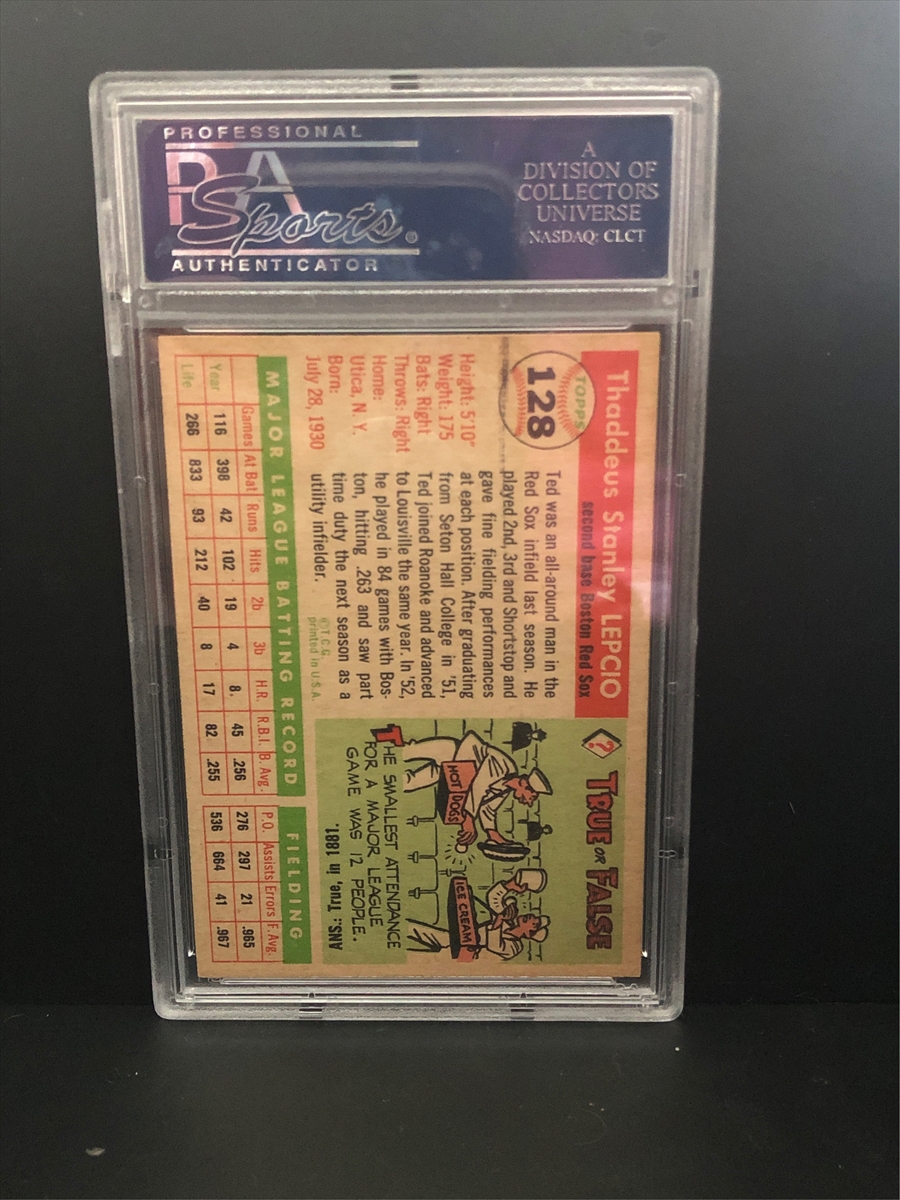 PROFESSIONAL
PSA
Sports®
AUTHENTICATOR
A
DIVISION OF
COLLECTORS
UNIVERSE
NASDAQ: CLCT
TOPPS
128
Thaddeus Stanley LEPCIO
second base Boston Red Sox
Height: 5'10"
Weight: 175
Bats: Right
Throws: Right
Home:
Utica, N. Y.
Born:
July 28, 1930
Ted was an all-around man in the
Red Sox infield last season. He
played 2nd, 3rd and Shortstop and
gave fine fielding performances
at each position. After graduating
from Seton Hall College in '51,
Ted joined Roanoke and advanced
to Louisville the same year. In '52,
he played in 84 games with Bos-
ton, hitting .263 and saw part
time duty the next season as a
utility infielder.
©T.C.G.
printed in U.S.A.
? TRUE OR FALSE
HOT DOGS
ICE CREAM
THE SMALLEST ATTENDANCE
FOR A MAJOR LEAGUE
GAME WAS 12 PEOPLE.
ANS: True, in 1881.
MAJOR LEAGUE BATTING RECORD FIELDING
Games At Bat Runs Hits 2b 3b H.R. R.B.I. B. Avg. P.O. Assists Errors F. Avg.
Year 116 398 42 102 19 4 8 45 .256 276 297 21 .965
Life 266 833 93 212 40 8 17 82 .255 536 664 41 .967